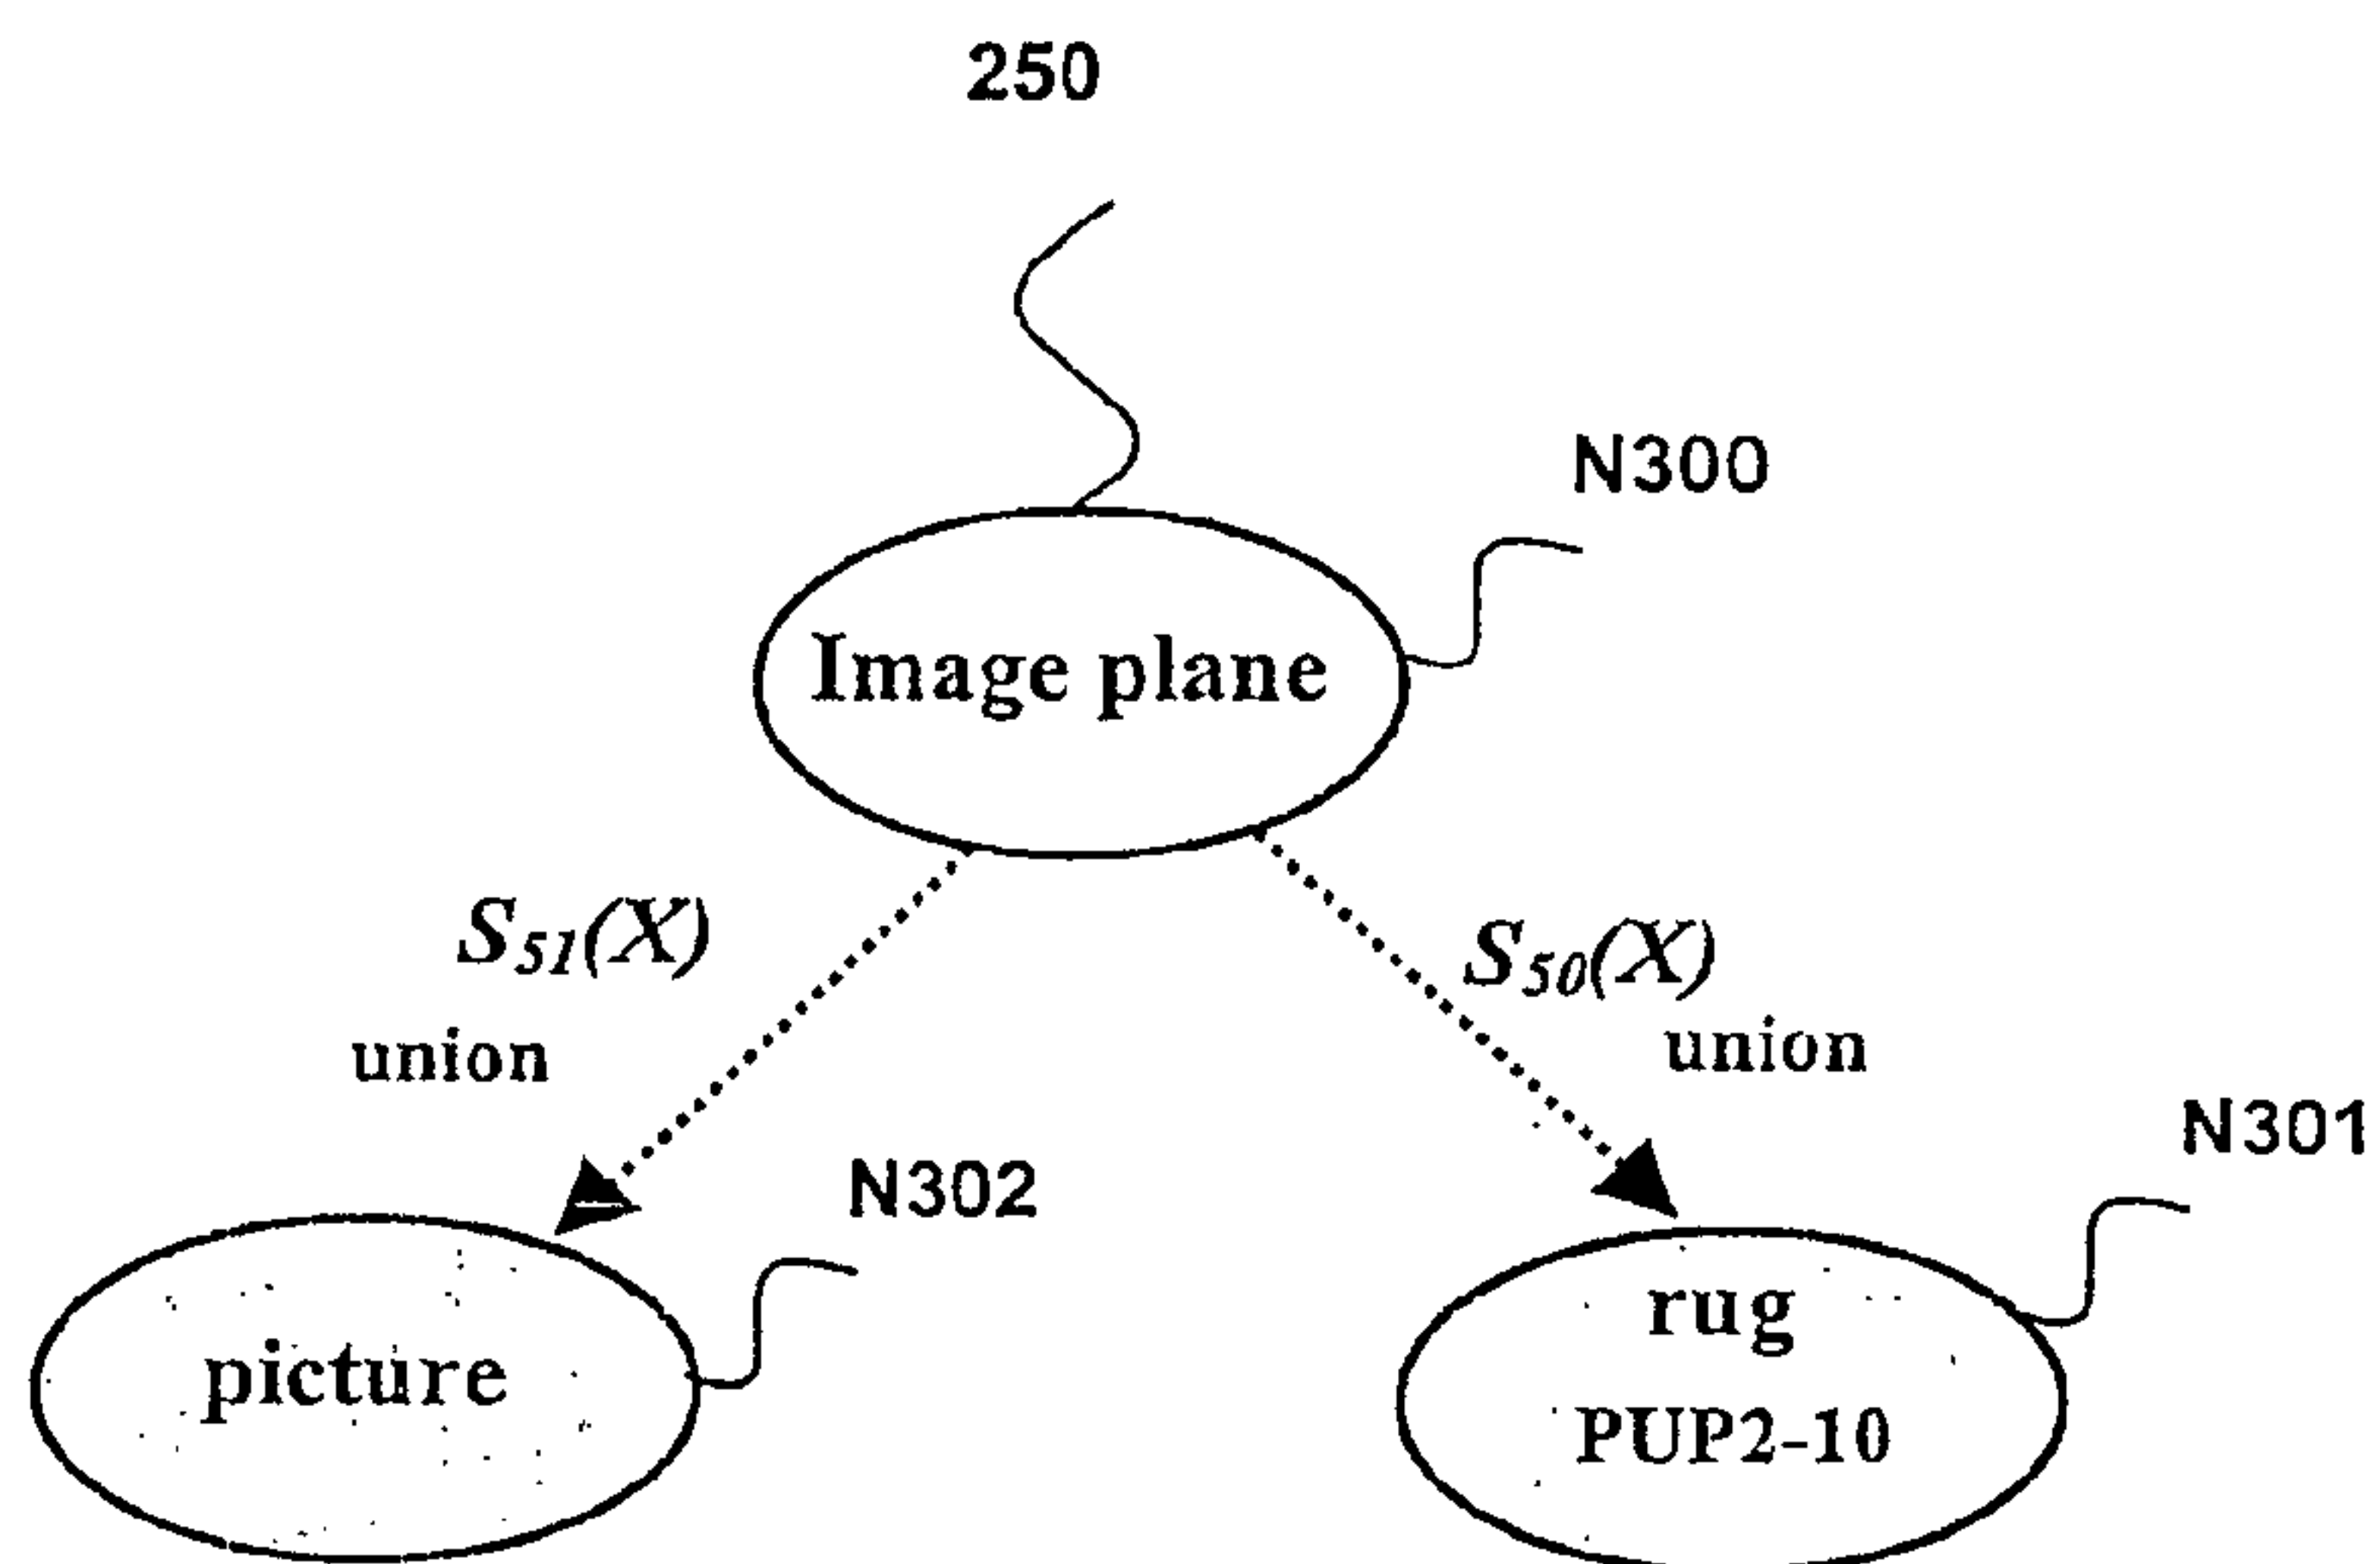 250
N300
Image plane
S51(X)
union
S50(X)
union
N301
N302
picture
rug
PUP2-10